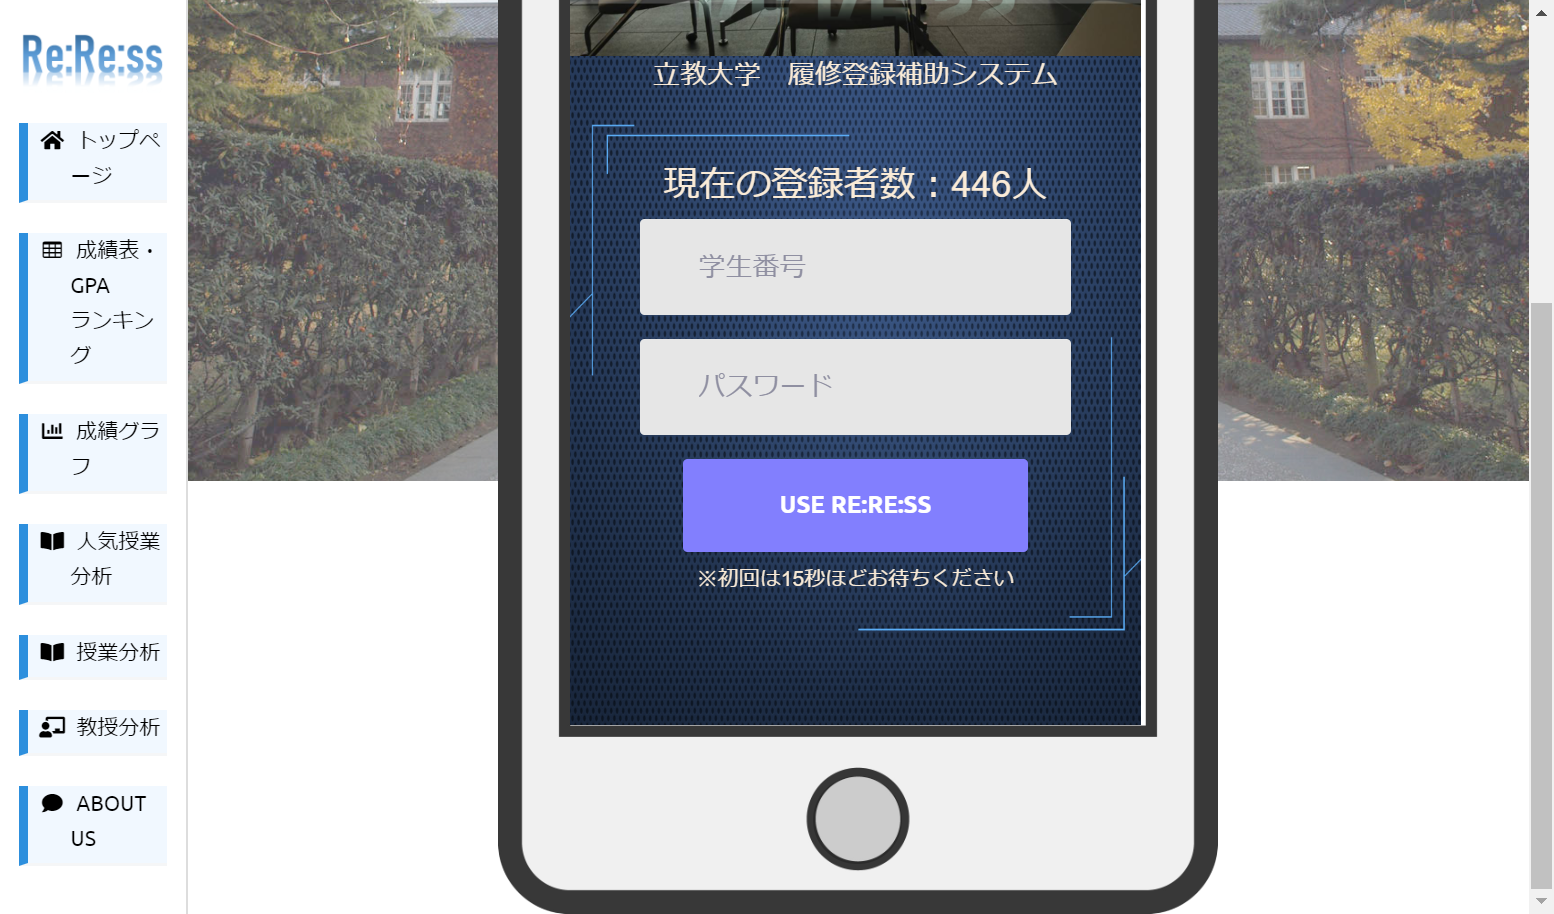 Re:Re:ss
トップペ
ージ
成績表・
GPA
ランキン
グ
成績グラ
フ
人気授業
分析
授業分析
教授分析
ABOUT
US
立教大学　履修登録補助システム
現在の登録者数：446人
学生番号
パスワード
USE RE:RE:SS
※初回は15秒ほどお待ちください